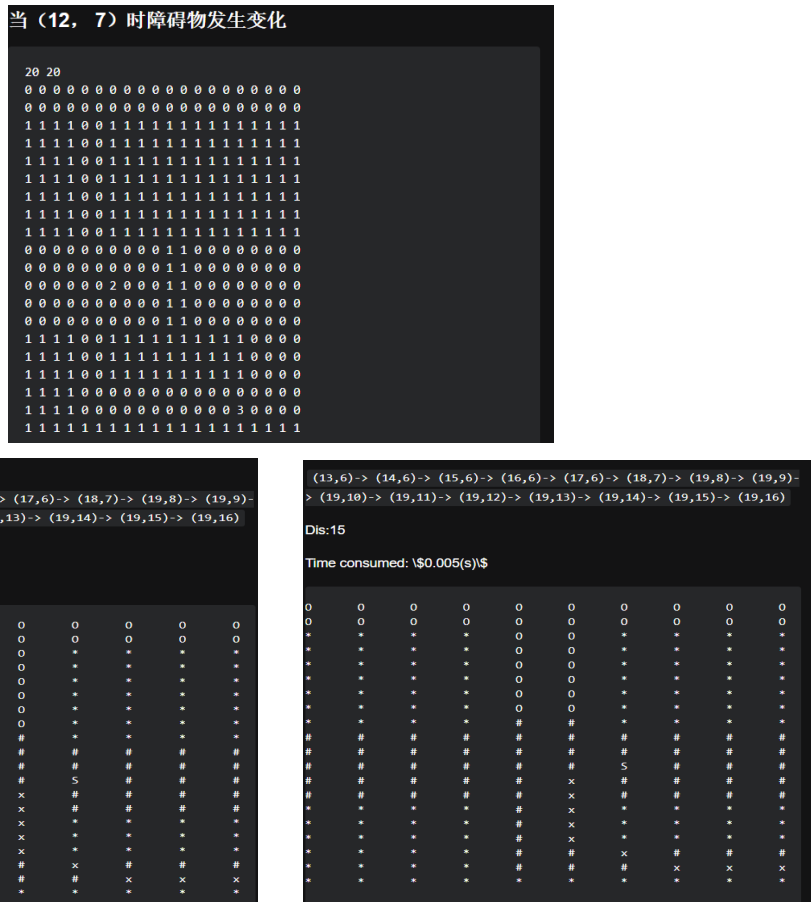 当（12， 7）时障碍物发生变化
20 20
0 0 0 0 0 0 0 0 0 0 0 0 0 0 0 0 0 0 0 0
0 0 0 0 0 0 0 0 0 0 0 0 0 0 0 0 0 0 0 0
1 1 1 1 0 0 1 1 1 1 1 1 1 1 1 1 1 1 1 1
1 1 1 1 0 0 1 1 1 1 1 1 1 1 1 1 1 1 1 1
1 1 1 1 0 0 1 1 1 1 1 1 1 1 1 1 1 1 1 1
1 1 1 1 0 0 1 1 1 1 1 1 1 1 1 1 1 1 1 1
1 1 1 1 0 0 1 1 1 1 1 1 1 1 1 1 1 1 1 1
1 1 1 1 0 0 1 1 1 1 1 1 1 1 1 1 1 1 1 1
1 1 1 1 0 0 1 1 1 1 1 1 1 1 1 1 1 1 1 1
0 0 0 0 0 0 0 0 0 0 1 1 0 0 0 0 0 0 0 0
0 0 0 0 0 0 0 0 0 0 1 1 0 0 0 0 0 0 0 0
0 0 0 0 0 0 2 0 0 0 1 1 0 0 0 0 0 0 0 0
0 0 0 0 0 0 0 0 0 0 1 1 0 0 0 0 0 0 0 0
0 0 0 0 0 0 0 0 0 0 1 1 0 0 0 0 0 0 0 0
1 1 1 1 0 0 1 1 1 1 1 1 1 1 1 1 0 0 0 0
1 1 1 1 0 0 1 1 1 1 1 1 1 1 1 1 0 0 0 0
1 1 1 1 0 0 1 1 1 1 1 1 1 1 1 1 0 0 0 0
1 1 1 1 0 0 0 0 0 0 0 0 0 0 0 0 0 0 0 0
1 1 1 1 0 0 0 0 0 0 0 0 0 0 0 3 0 0 0 0
1 1 1 1 1 1 1 1 1 1 1 1 1 1 1 1 1 1 1 1
> (17,6)-> (18,7)-> (19,8)-> (19,9)-
,13)-> (19,14)-> (19,15)-> (19,16)
O O O O O
O O O O O
O * * * *
O * * * *
O * * * *
O * * * *
O * * * *
O * * * *
# * * * *
# # # # #
# # # # #
# S # # #
x # # # #
x # # # #
x * * * *
x * * * *
x * * * *
# x # # #
# # x x x
* * * * *
(13,6)-> (14,6)-> (15,6)-> (16,6)-> (17,6)-> (18,7)-> (19,8)-> (19,9)-
> (19,10)-> (19,11)-> (19,12)-> (19,13)-> (19,14)-> (19,15)-> (19,16)
Dis:15
Time consumed: \$0.005(s)\$
O O O O O O O O O O
O O O O O O O O O O
* * * * O O * * * *
* * * * O O * * * *
* * * * O O * * * *
* * * * O O * * * *
* * * * O O * * * *
* * * * O O * * * *
* * * * # # * * * *
# # # # # # # # # #
# # # # # # # # # #
# # # # # # S # # #
# # # # # x # # # #
# # # # # x # # # #
* * * * # x * * * *
* * * * # x * * * *
* * * * # x * * * *
* * * * # # x # # #
* * * * # # # x x x
* * * * * * * * * *